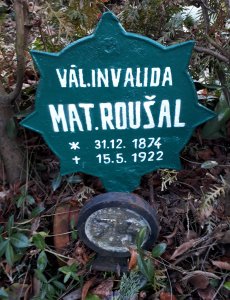 VÁL.INVALIDA
MAT.ROUŠAL
* 31.12. 1874
✝ 15.5. 1922